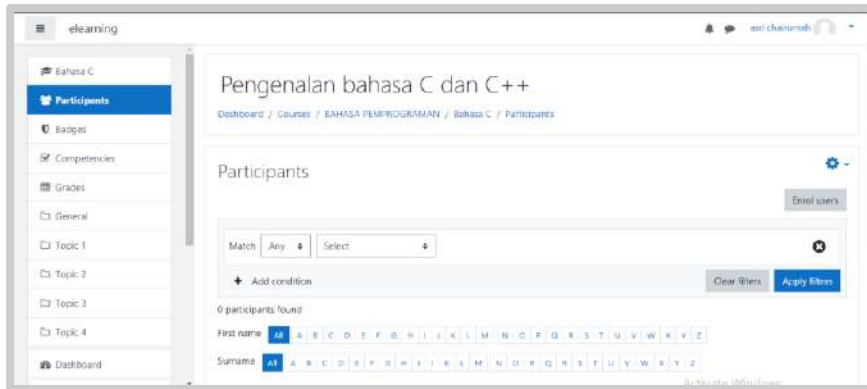 elearning
asri chairumah
Bahasa C
Participants
Badges
Competencies
Grades
General
Topic 1
Topic 2
Topic 3
Topic 4
Dashboard
Pengenalan bahasa C dan C++
Dashboard / Courses / BAHASA PEMPROGRAMAN / Bahasa C / Participants
Participants
Enrol users
Match Any Select
+ Add condition
Clear filters Apply filters
0 participants found
First name All A B C D E F G H I J K L M N O P Q R S T U V W X Y Z
Surname All A B C D E F G H I J K L M N O P Q R S T U V W X Y Z
Activate Windows